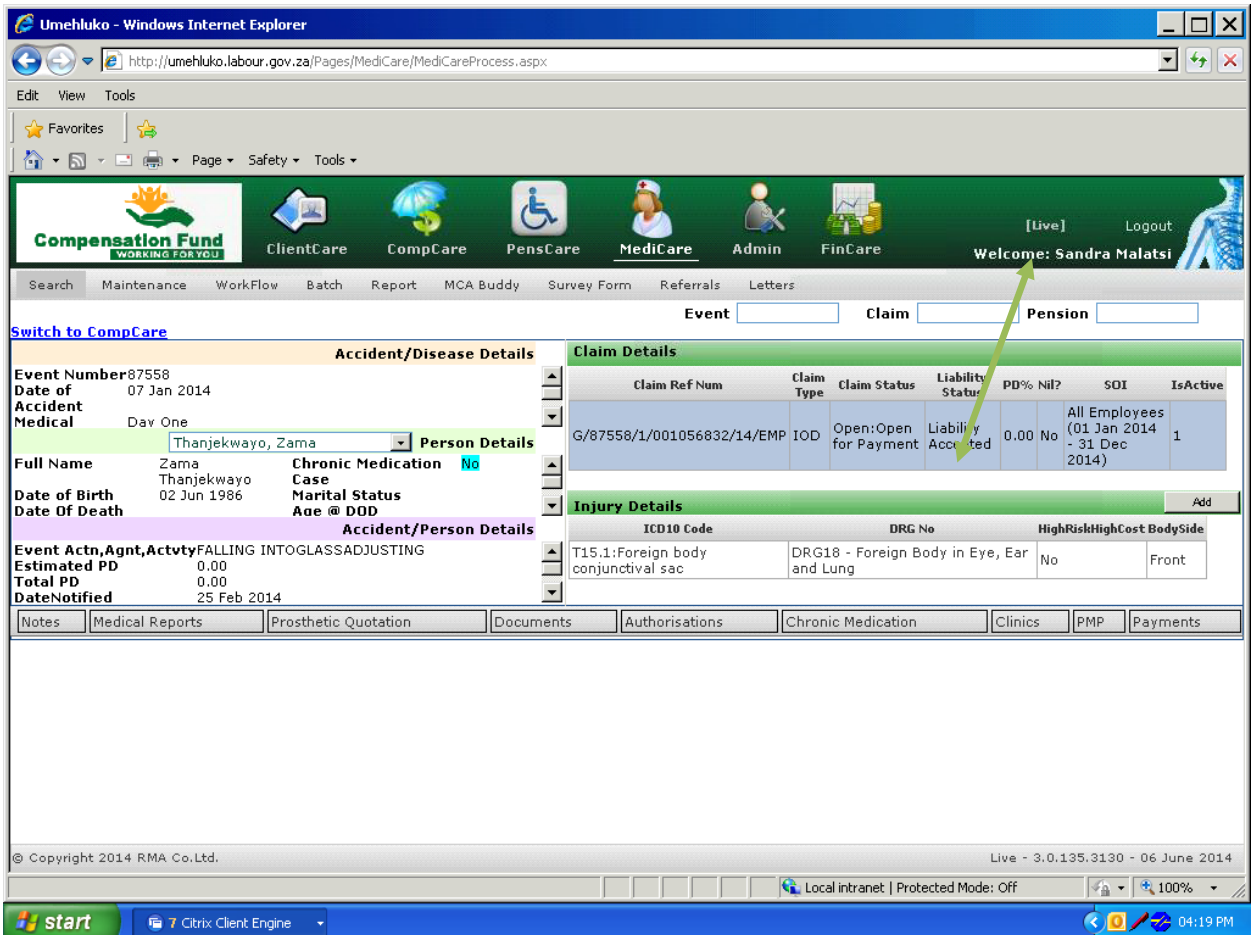 Umehluko - Windows Internet Explorer
http://umehluko.labour.gov.za/Pages/MediCare/MediCareProcess.aspx
Edit View Tools
Favorites
Page Safety Tools
Compensation Fund
WORKING FOR YOU
ClientCare CompCare PensCare MediCare Admin FinCare
[Live] Logout
Welcome: Sandra Malatsi
Search Maintenance WorkFlow Batch Report MCA Buddy Survey Form Referrals Letters
Event Claim Pension
Switch to CompCare
Accident/Disease Details
Event Number 87558
Date of Accident 07 Jan 2014
Medical Day One
Thanjekwayo, Zama Person Details
Full Name Zama Thanjekwayo Chronic Medication Case No
Date of Birth 02 Jun 1986 Marital Status
Date Of Death Age @ DOD
Accident/Person Details
Event Actn,Agnt,Actvty FALLING INTOGLASSADJUSTING
Estimated PD 0.00
Total PD 0.00
DateNotified 25 Feb 2014
Claim Details
Claim Ref Num Claim Type Claim Status Liability Status PD% Nil? SOI IsActive
G/87558/1/001056832/14/EMP IOD Open:Open for Payment Liability Accepted 0.00 No All Employees (01 Jan 2014 - 31 Dec 2014) 1
Injury Details Add
ICD10 Code DRG No HighRiskHighCost BodySide
T15.1:Foreign body conjunctival sac DRG18 - Foreign Body in Eye, Ear and Lung No Front
Notes Medical Reports Prosthetic Quotation Documents Authorisations Chronic Medication Clinics PMP Payments
© Copyright 2014 RMA Co.Ltd. Live - 3.0.135.3130 - 06 June 2014
Local intranet | Protected Mode: Off 100%
start 7 Citrix Client Engine 04:19 PM